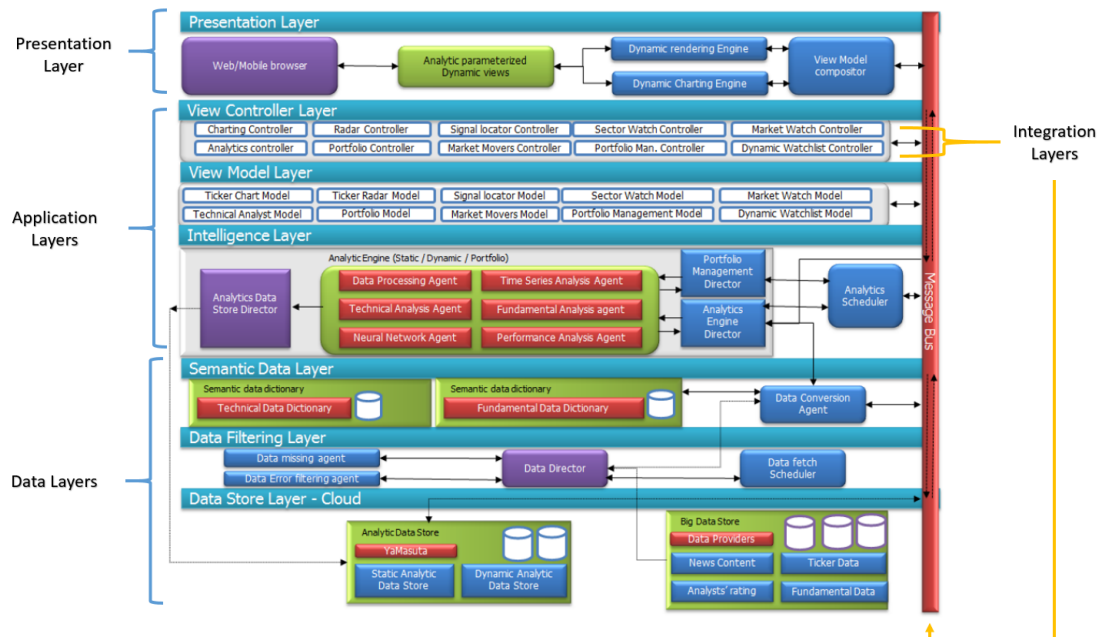 Presentation Layer
Presentation
Layer
Web/Mobile browser
Analytic parameterized
Dynamic views
Dynamic rendering Engine
Dynamic Charting Engine
View Model
compositor
View Controller Layer
Charting Controller
Radar Controller
Signal locator Controller
Sector Watch Controller
Market Watch Controller
Analytics controller
Portfolio Controller
Market Movers Controller
Portfolio Man. Controller
Dynamic Watchlist Controller
Integration
Layers
View Model Layer
Ticker Chart Model
Ticker Radar Model
Signal locator Model
Sector Watch Model
Market Watch Model
Technical Analyst Model
Portfolio Model
Market Movers Model
Portfolio Management Model
Dynamic Watchlist Model
Application
Layers
Intelligence Layer
Analytic Engine (Static / Dynamic / Portfolio)
Analytics Data
Store Director
Data Processing Agent
Time Series Analysis Agent
Technical Analysis Agent
Fundamental Analysis agent
Neural Network Agent
Performance Analysis Agent
Portfolio
Management
Director
Analytics
Engine
Director
Analytics
Scheduler
Message Bus
Semantic Data Layer
Semantic data dictionary
Technical Data Dictionary
Semantic data dictionary
Fundamental Data Dictionary
Data Conversion
Agent
Data Filtering Layer
Data missing agent
Data Error filtering agent
Data Director
Data fetch
Scheduler
Data Layers
Data Store Layer - Cloud
Analytic Data Store
YaMasuta
Static Analytic
Data Store
Dynamic Analytic
Data Store
Big Data Store
Data Providers
News Content
Ticker Data
Analysts' rating
Fundamental Data